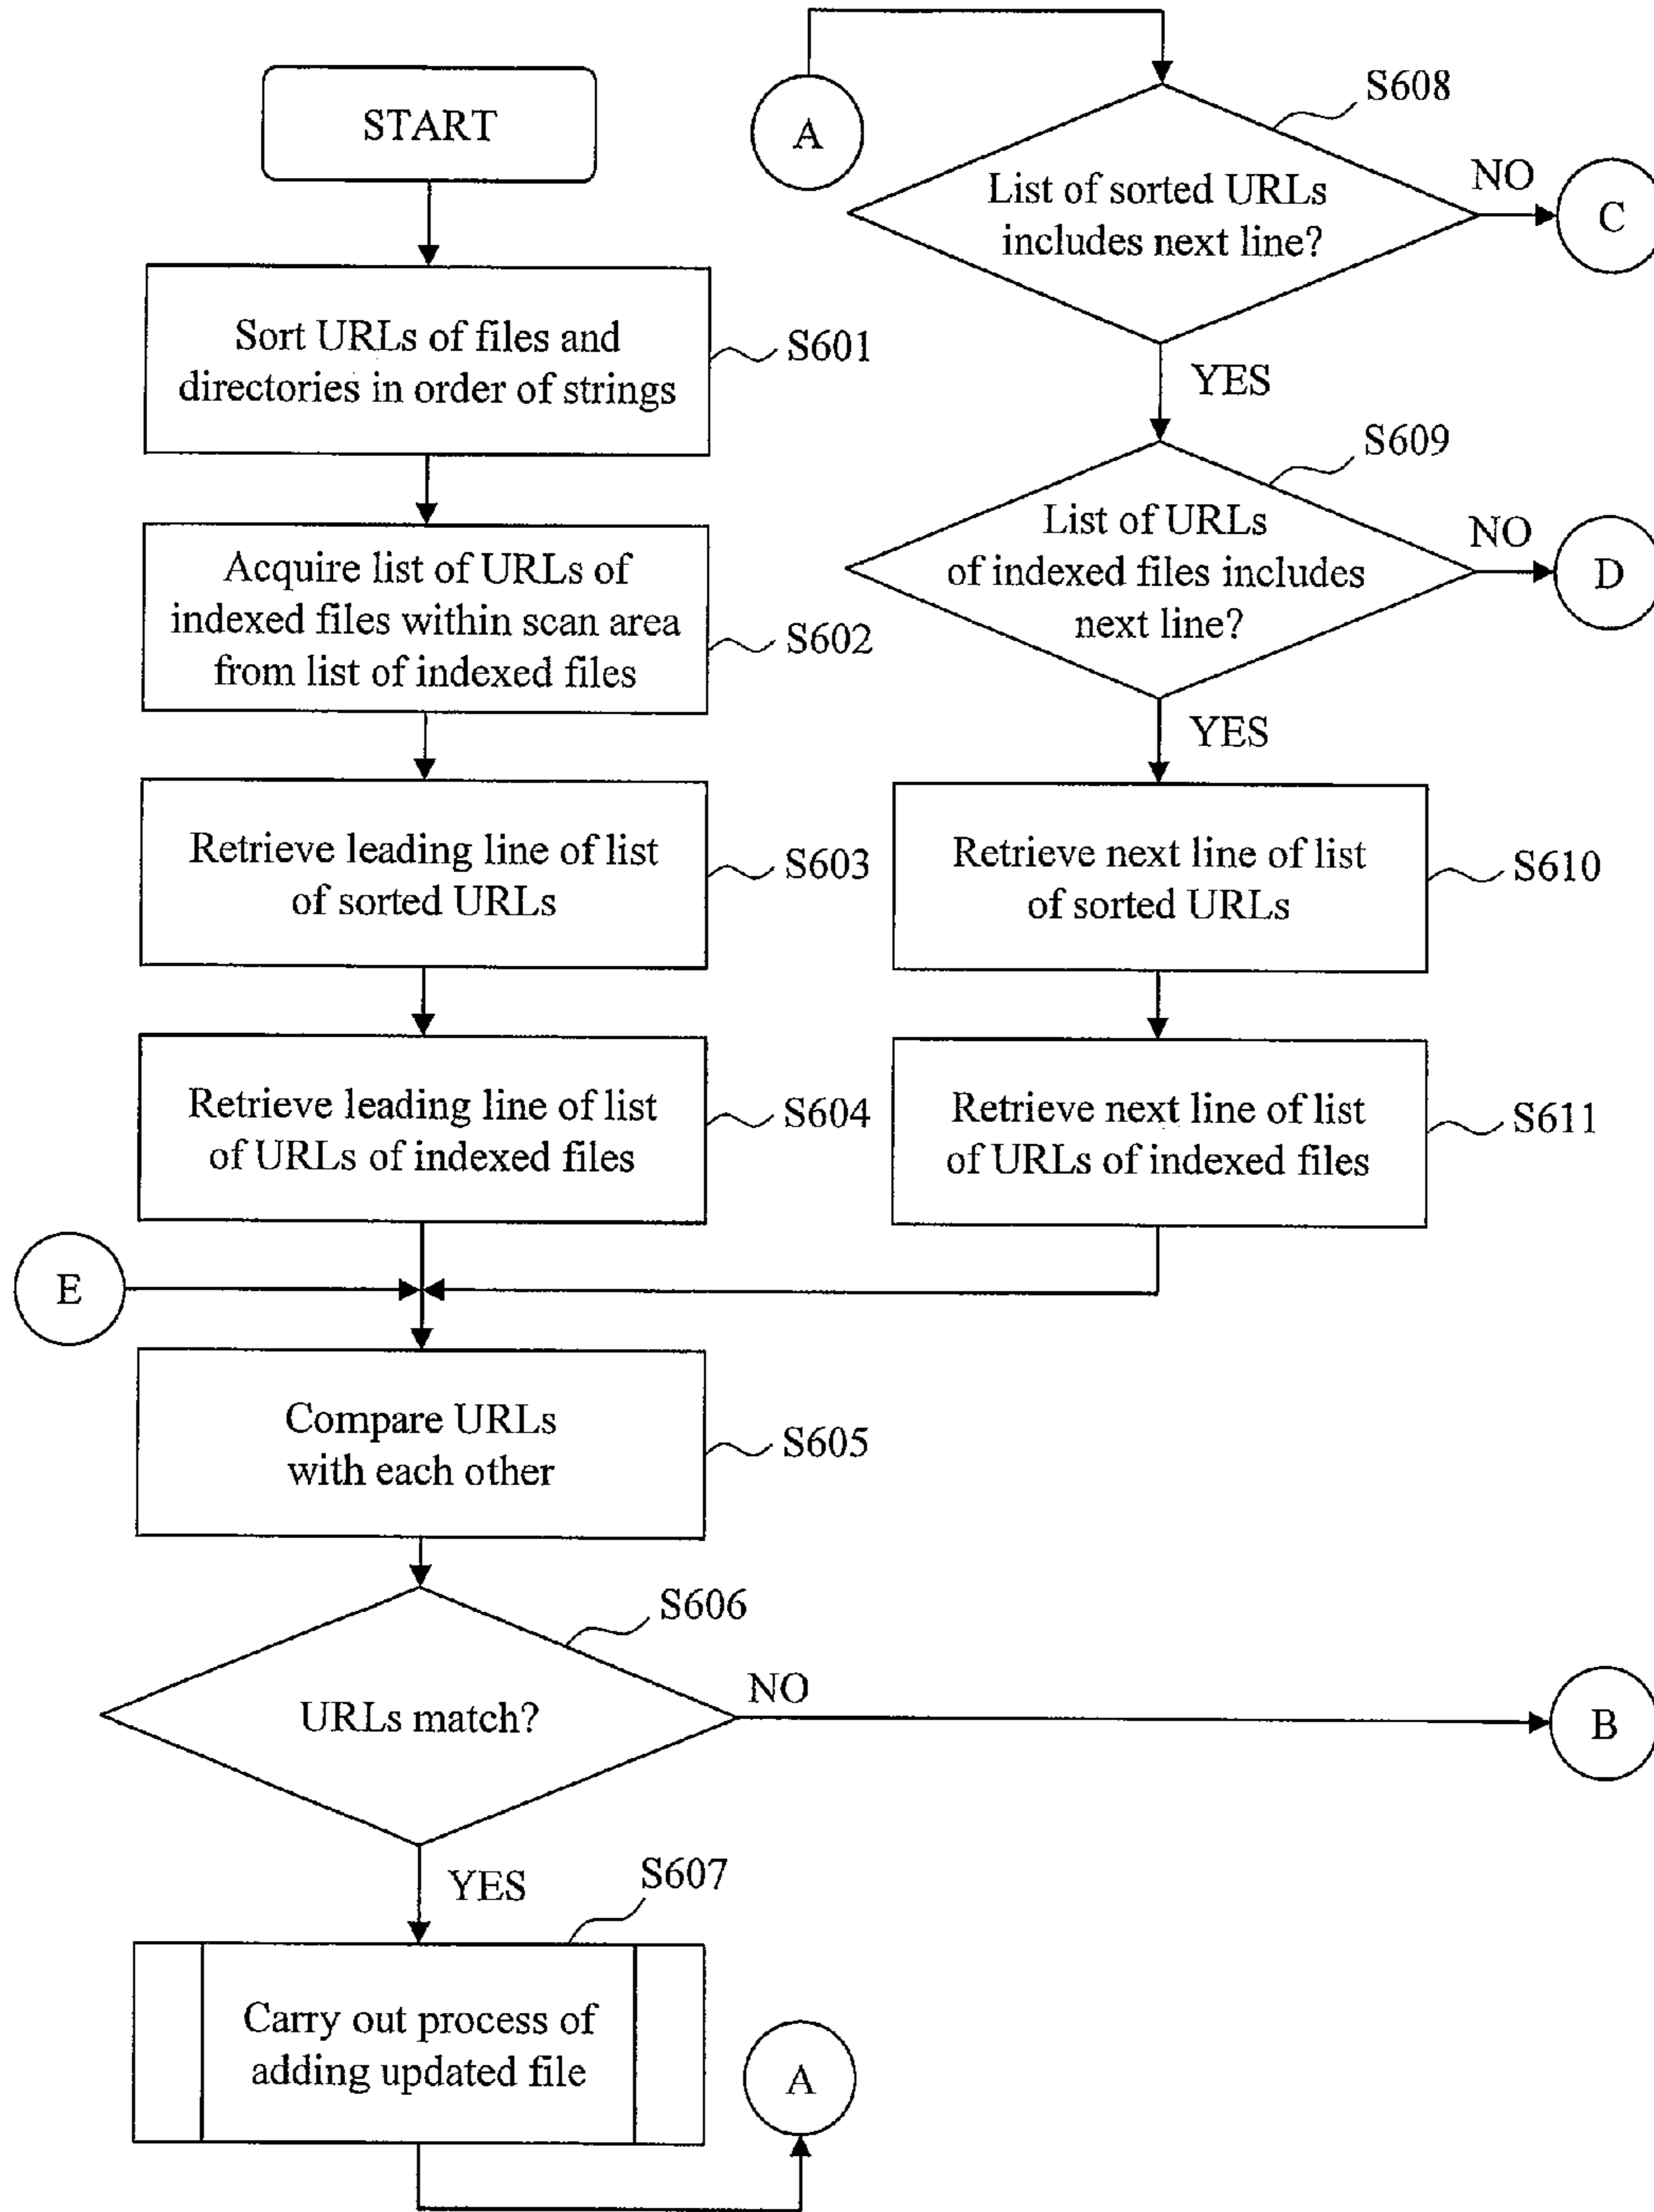 START
Sort URLs of files and
directories in order of strings
S601
Acquire list of URLs of
indexed files within scan area
from list of indexed files
S602
Retrieve leading line of list
of sorted URLs
S603
Retrieve leading line of list
of URLs of indexed files
S604
E
Compare URLs
with each other
S605
S606
URLs match?
NO
B
YES
S607
Carry out process of
adding updated file
A
A
S608
List of sorted URLs
includes next line?
NO
C
YES
S609
List of URLs
of indexed files includes
next line?
NO
D
YES
Retrieve next line of list
of sorted URLs
S610
Retrieve next line of list
of URLs of indexed files
S611